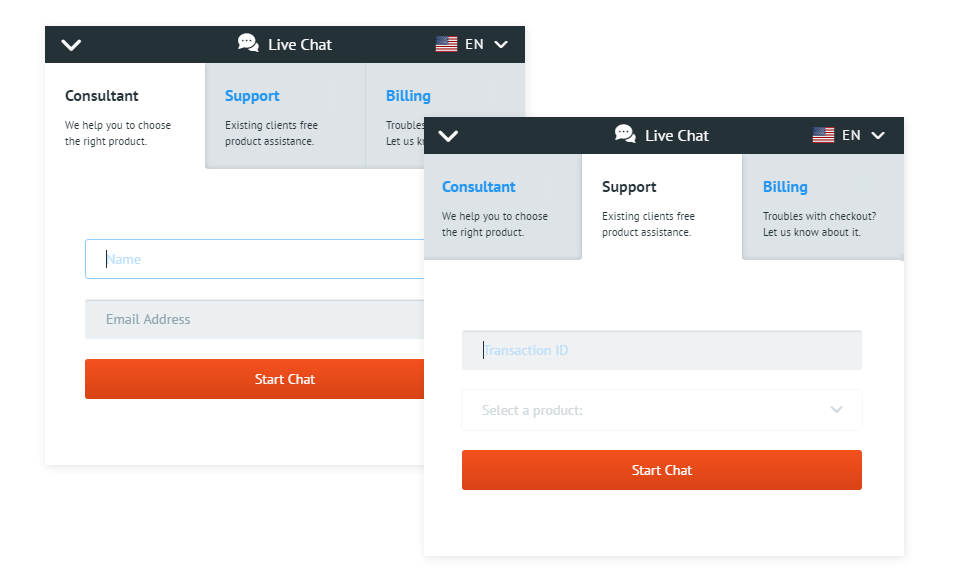 Live Chat
EN
Consultant
We help you to choose
the right product.
Support
Existing clients free
product assistance.
Billing
Troubles
Let us
Name
Email Address
Start Chat
Live Chat
EN
Consultant
We help you to choose
the right product.
Support
Existing clients free
product assistance.
Billing
Troubles with checkout?
Let us know about it.
Transaction ID
Select a product:
Start Chat